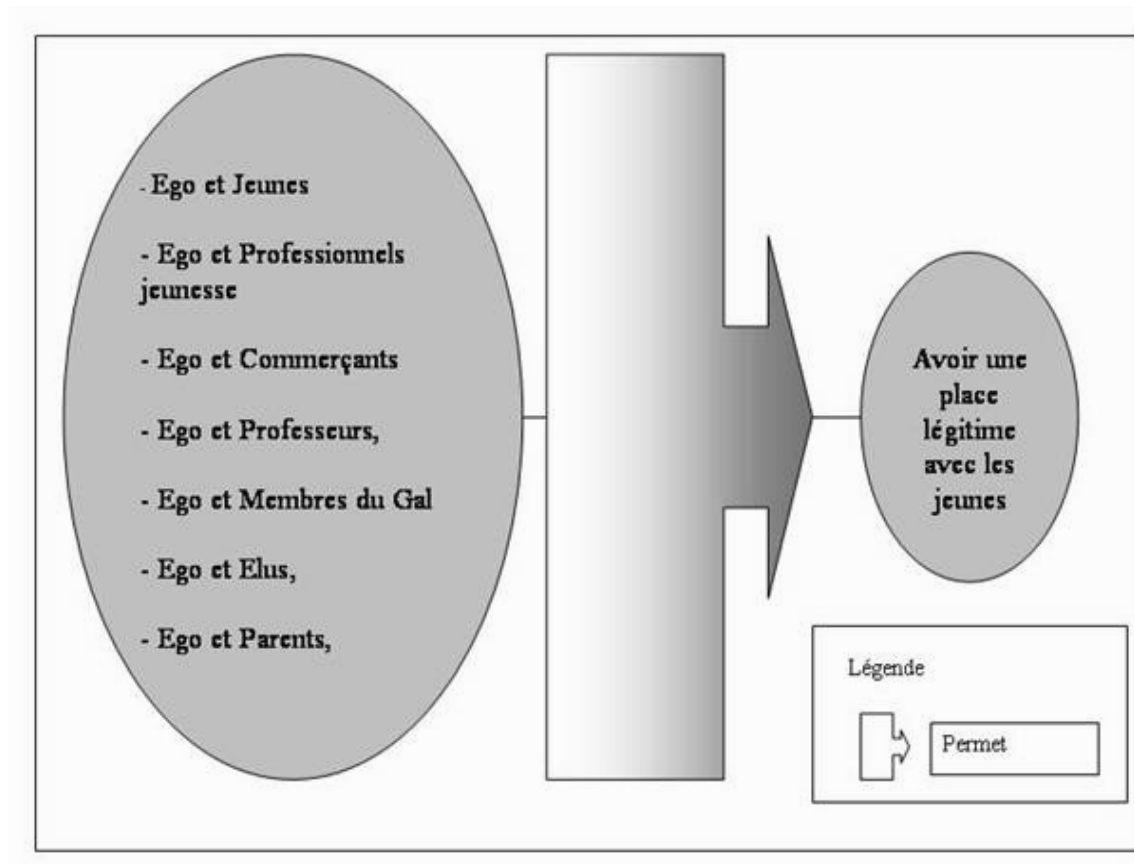 - Ego et Jeunes
- Ego et Professionnels
jeunesse
- Ego et Commerçants
- Ego et Professeurs,
- Ego et Membres du Gal
- Ego et Elus,
- Ego et Parents,
Avoir une
place
légitime
avec les
jeunes
Légende
Permet